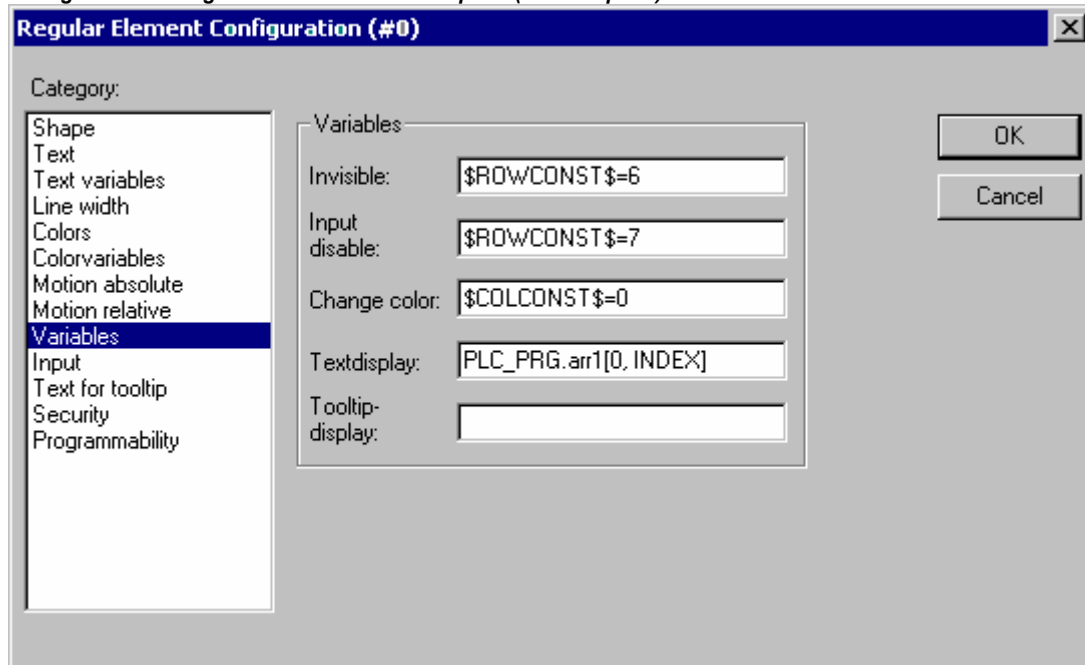 Regular Element Configuration (#0)
Category:
Shape
Text
Text variables
Line width
Colors
Colorvariables
Motion absolute
Motion relative
Variables
Input
Text for tooltip
Security
Programmability
Variables
Invisible: $ROWCONST$=6
Input
disable: $ROWCONST$=7
Change color: $COLCONST$=0
Textdisplay: PLC_PRG.arr1[0, INDEX]
Tooltip-
display:
OK
Cancel